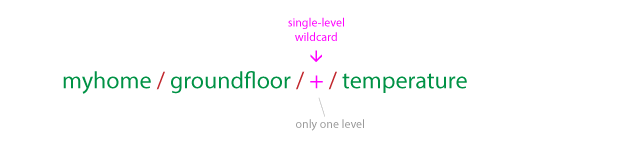 single-level
wildcard
myhome / groundfloor / + / temperature
only one level